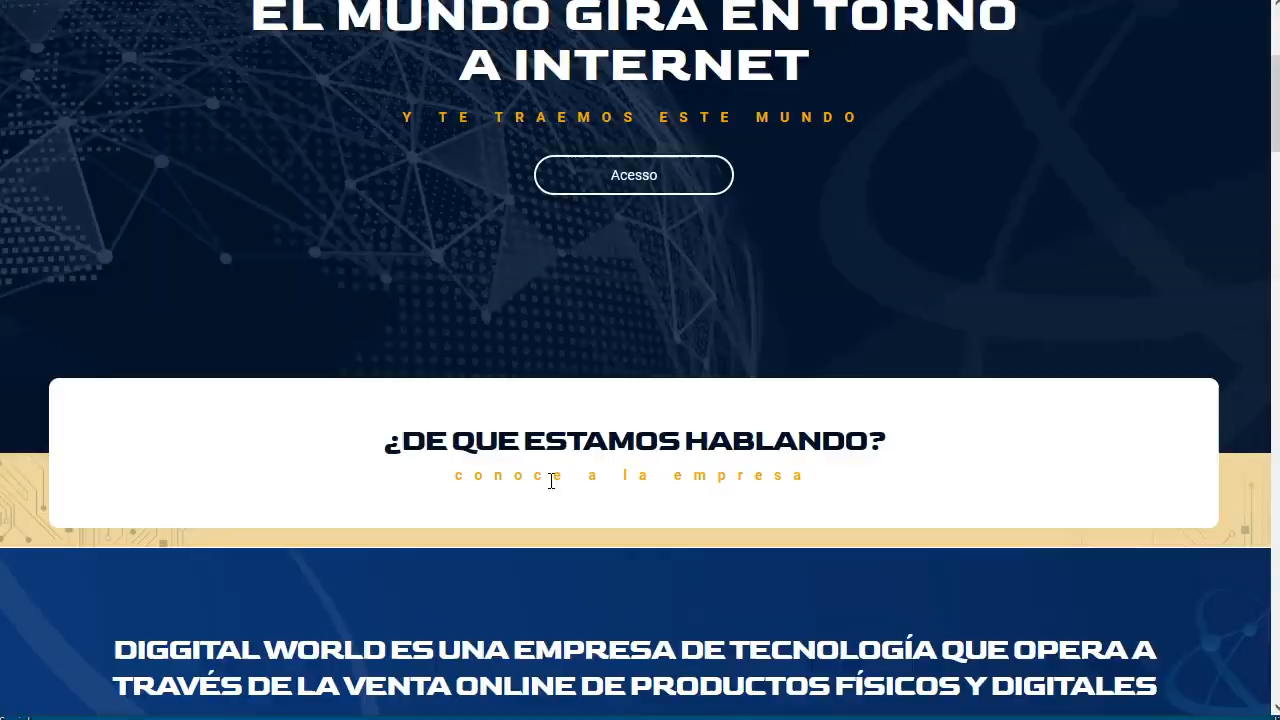 EL MUNDO GIRA EN TORNO
A INTERNET
Y TE TRAEMOS ESTE MUNDO
Acesso
¿DE QUE ESTAMOS HABLANDO?
conoce a la empresa
DIGGITAL WORLD ES UNA EMPRESA DE TECNOLOGÍA QUE OPERA A
TRAVÉS DE LA VENTA ONLINE DE PRODUCTOS FÍSICOS Y DIGITALES